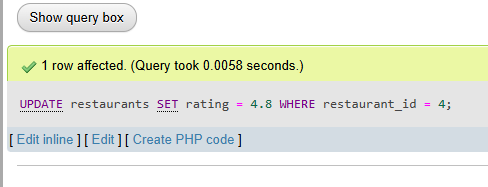 Show query box
1 row affected. (Query took 0.0058 seconds.)
UPDATE restaurants SET rating = 4.8 WHERE restaurant_id = 4;
[ Edit inline ] [ Edit ] [ Create PHP code ]